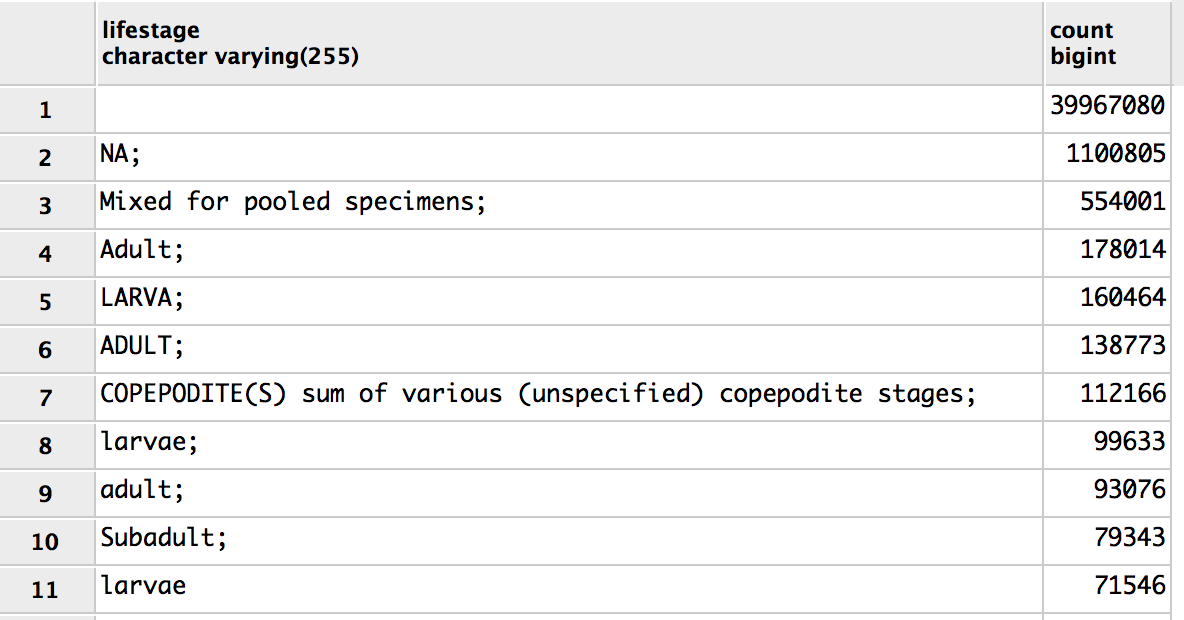 lifestage count
character varying(255) bigint
1 39967080
2 NA; 1100805
3 Mixed for pooled specimens; 554001
4 Adult; 178014
5 LARVA; 160464
6 ADULT; 138773
7 COPEPODITE(S) sum of various (unspecified) copepodite stages; 112166
8 larvae; 99633
9 adult; 93076
10 Subadult; 79343
11 larvae 71546